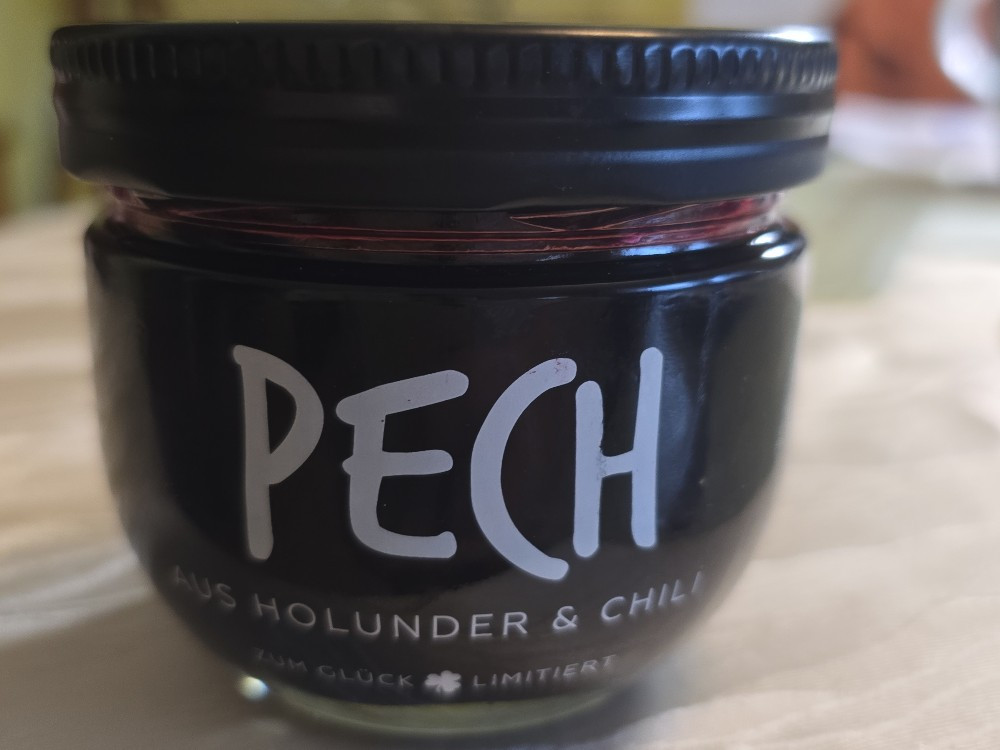 PECH
AUS HOLUNDER & CHILI
ZUM GLÜCK LIMITIERT